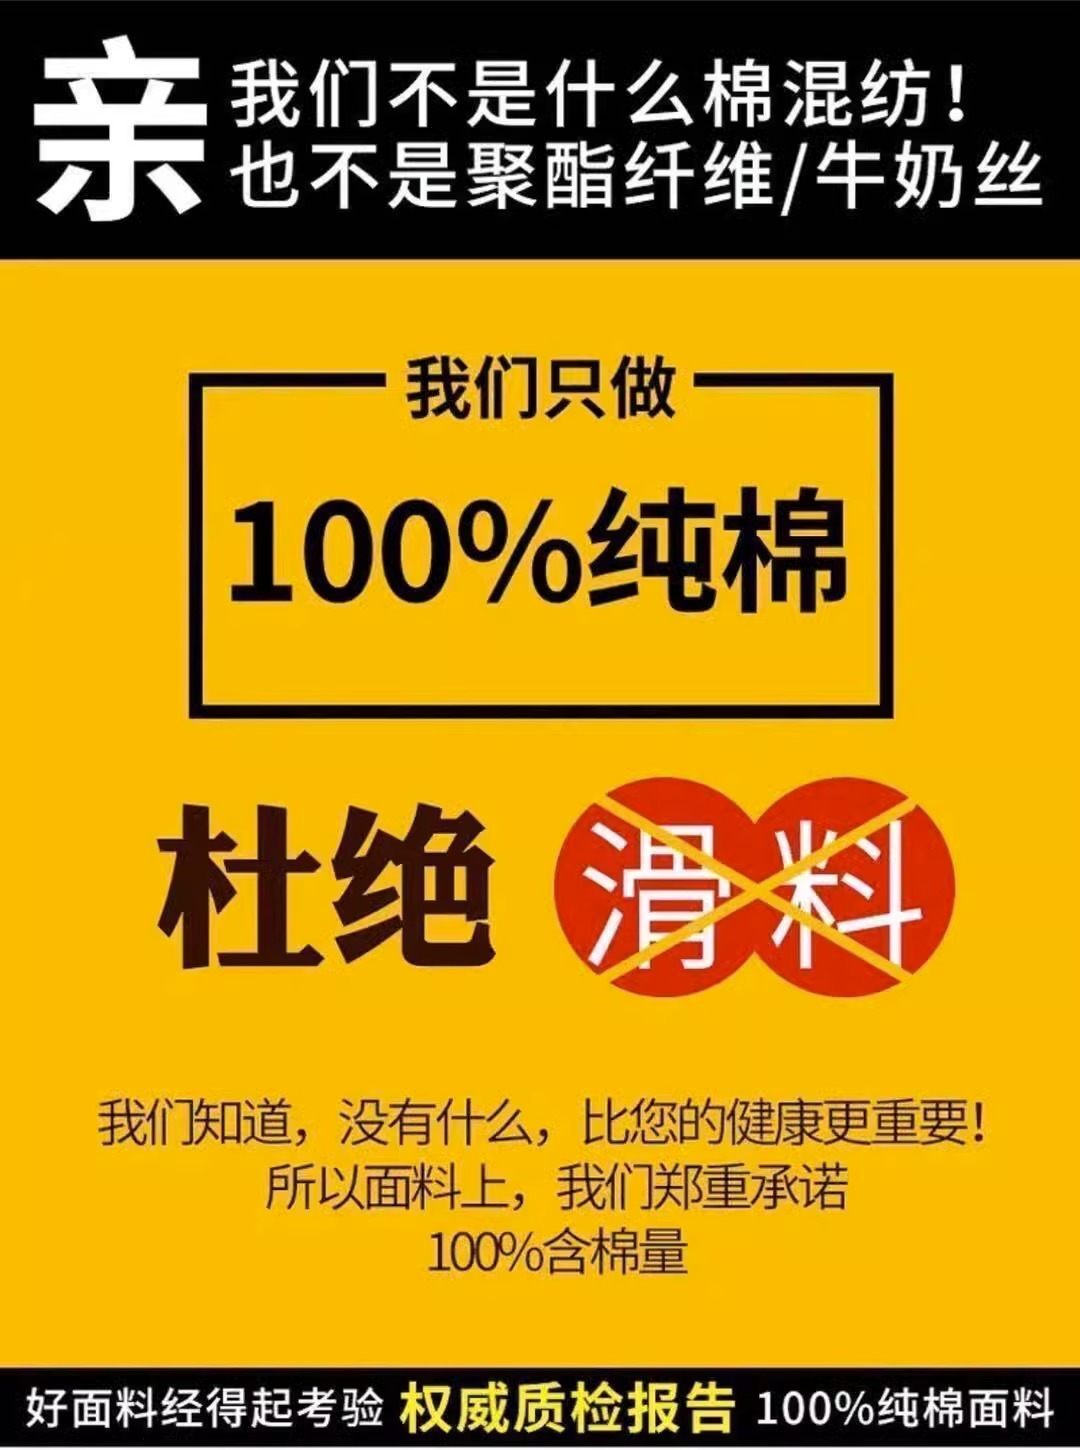 亲
我们不是什么棉混纺！
也不是聚酯纤维/牛奶丝
我们只做
100%纯棉
杜绝 滑料
我们知道，没有什么，比您的健康更重要！
所以面料上，我们郑重承诺
100%含棉量
好面料经得起考验 权威质检报告 100%纯棉面料